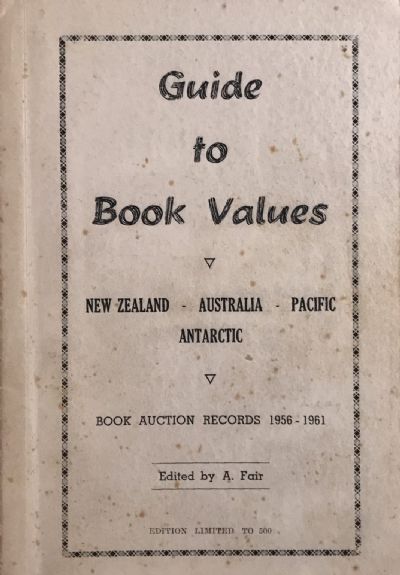 Guide
to
Book Values
NEW ZEALAND - AUSTRALIA - PACIFIC
ANTARCTIC
BOOK AUCTION RECORDS 1956 - 1961
Edited by A. Fair
EDITION LIMITED TO 500